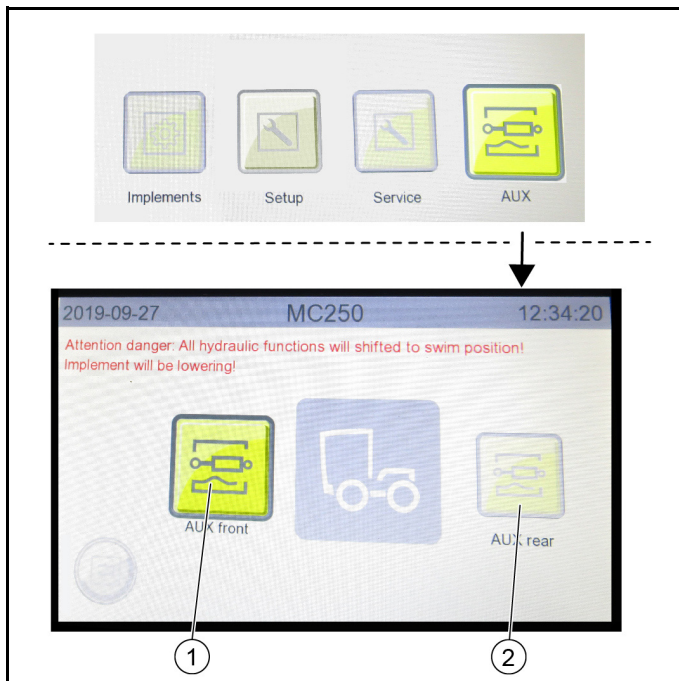 Implements
Setup
Service
AUX
2019-09-27
MC250
12:34:20
Attention danger: All hydraulic functions will shifted to swim position!
Implement will be lowering!
AUX front
AUX rear
1
2